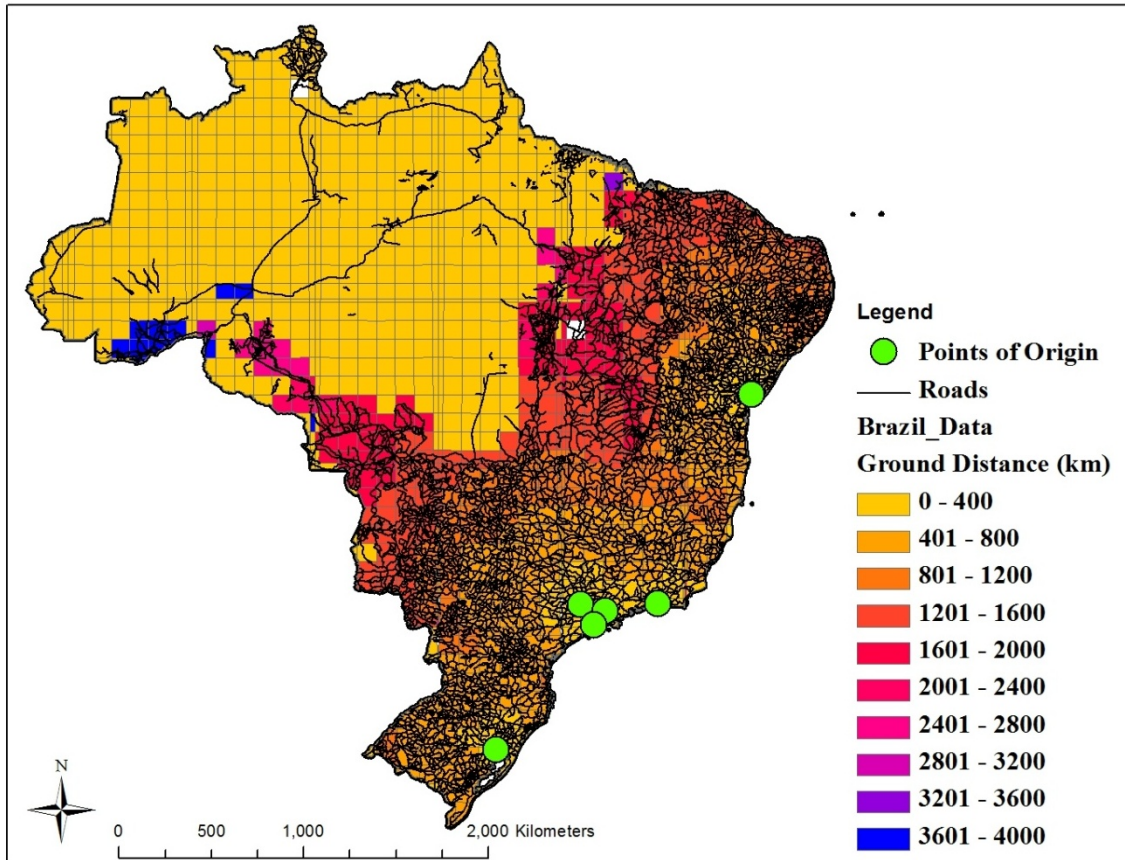 Legend
Points of Origin
Roads
Brazil_Data
Ground Distance (km)
0 - 400
401 - 800
801 - 1200
1201 - 1600
1601 - 2000
2001 - 2400
2401 - 2800
2801 - 3200
3201 - 3600
3601 - 4000
N
0 500 1,000 2,000 Kilometers